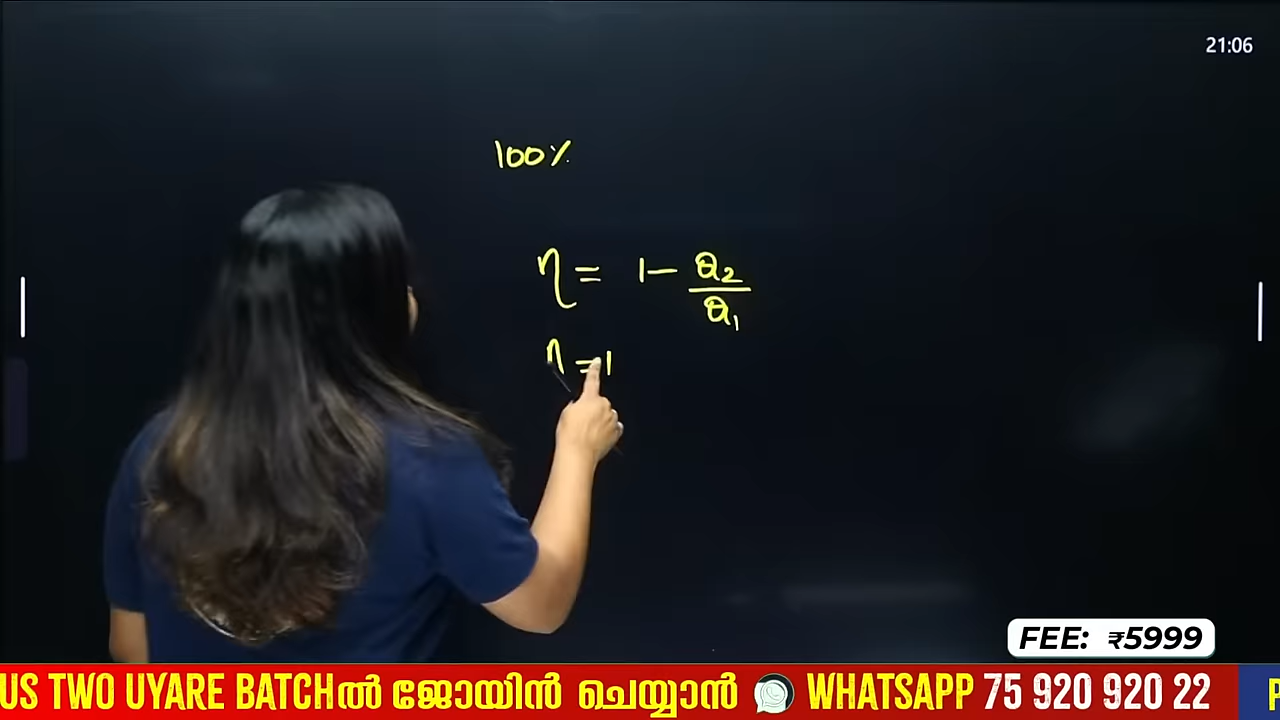 21:06
100%
η = 1 - Q₂/Q₁
η = 1
FEE: ₹5999
US TWO UYARE BATCHൽ ജോയിൻ ചെയ്യാൻ WHATSAPP 75 920 920 22